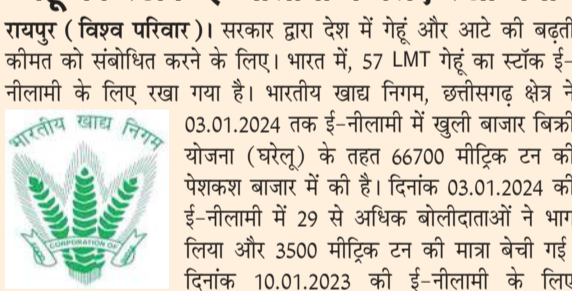 रायपुर (विश्व परिवार)। सरकार द्वारा देश में गेहूं और आटे की बढ़ती
कीमत को संबोधित करने के लिए। भारत में, 57 LMT गेहूं का स्टॉक ई-
नीलामी के लिए रखा गया है। भारतीय खाद्य निगम, छत्तीसगढ़ क्षेत्र ने
03.01.2024 तक ई-नीलामी में खुली बाजार बिक्री
योजना (घरेलू) के तहत 66700 मीट्रिक टन की
पेशकश बाजार में की है। दिनांक 03.01.2024 की
ई-नीलामी में 29 से अधिक बोलीदाताओं ने भाग
लिया और 3500 मीट्रिक टन की मात्रा बेची गई
दिनांक 10.01.2023 की ई-नीलामी के लिए
भारतीय खाद्य निगम
CORPORATION OF